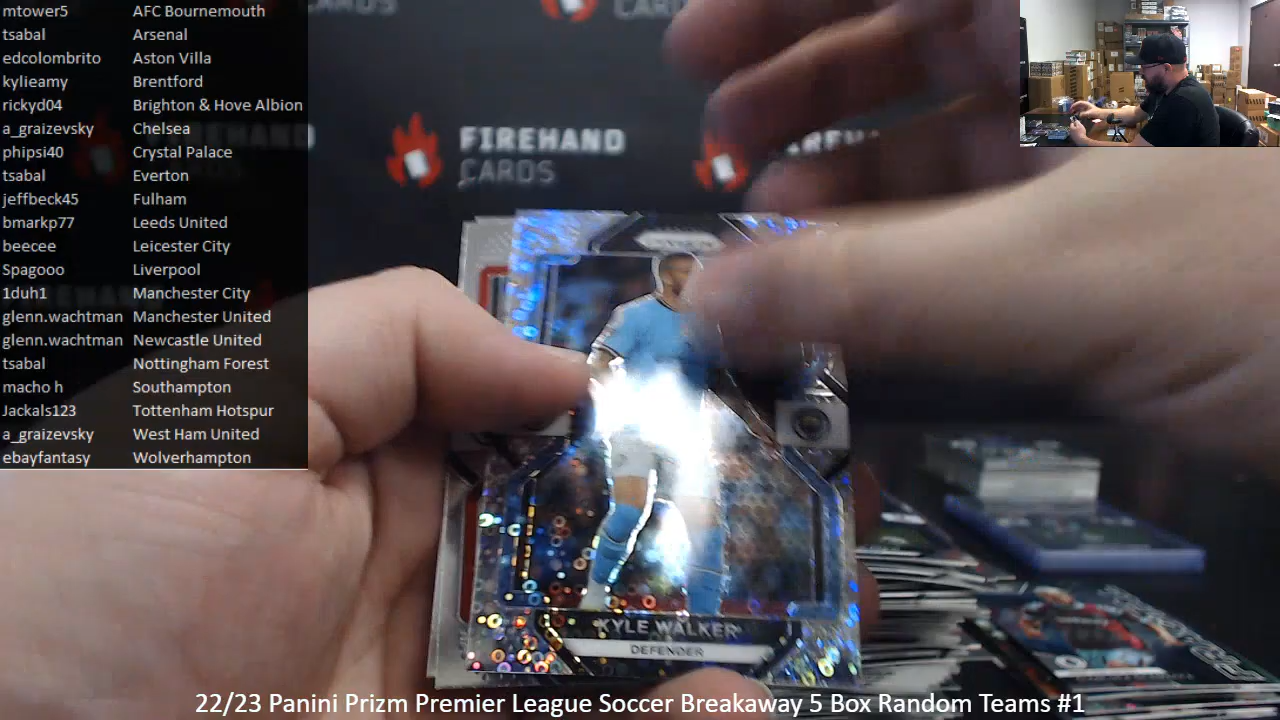 mtower5 AFC Bournemouth
tsabal Arsenal
edcolombrito Aston Villa
kylieamy Brentford
rickyd04 Brighton & Hove Albion
a_graizevsky Chelsea
phipsi40 Crystal Palace
tsabal Everton
jeffbeck45 Fulham
bmarkp77 Leeds United
beecee Leicester City
Spagooo Liverpool
1duh1 Manchester City
glenn.wachtman Manchester United
glenn.wachtman Newcastle United
tsabal Nottingham Forest
macho h Southampton
Jackals123 Tottenham Hotspur
a_graizevsky West Ham United
ebayfantasy Wolverhampton
CARDS
FIREHAND
CARDS
KYLE WALKER
DEFENDER
22/23 Panini Prizm Premier League Soccer Breakaway 5 Box Random Teams #1